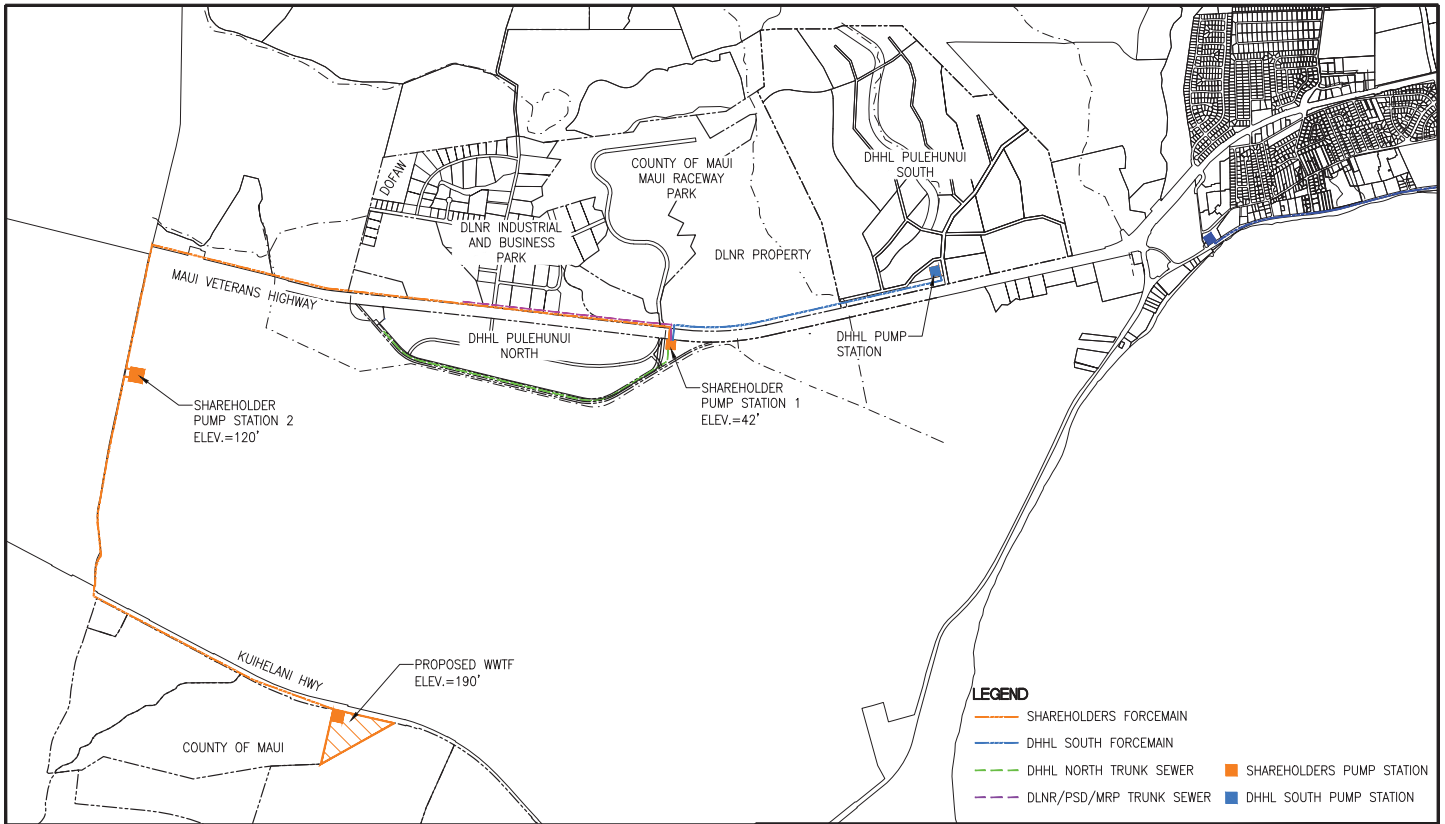 COUNTY OF MAUI
MAUI RACEWAY
PARK
DHHL PULEHUNUI
SOUTH
DOFAW
DLNR INDUSTRIAL
AND BUSINESS
PARK
DLNR PROPERTY
MAUI VETERANS HIGHWAY
DHHL PULEHUNUI
NORTH
DHHL PUMP
STATION
SHAREHOLDER
PUMP STATION 1
ELEV.=42'
SHAREHOLDER
PUMP STATION 2
ELEV.=120'
KUIHELANI HWY
PROPOSED WWTF
ELEV.=190'
COUNTY OF MAUI
LEGEND
SHAREHOLDERS FORCEMAIN
DHHL SOUTH FORCEMAIN
DHHL NORTH TRUNK SEWER
SHAREHOLDERS PUMP STATION
DLNR/PSD/MRP TRUNK SEWER
DHHL SOUTH PUMP STATION